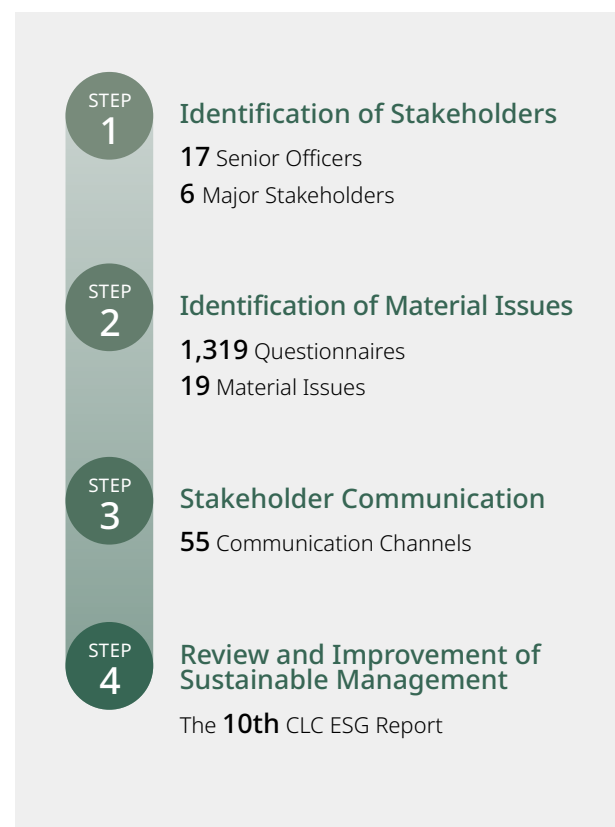 STEP
1
Identification of Stakeholders
17 Senior Officers
6 Major Stakeholders
STEP
2
Identification of Material Issues
1,319 Questionnaires
19 Material Issues
STEP
3
Stakeholder Communication
55 Communication Channels
STEP
4
Review and Improvement of
Sustainable Management
The 10th CLC ESG Report